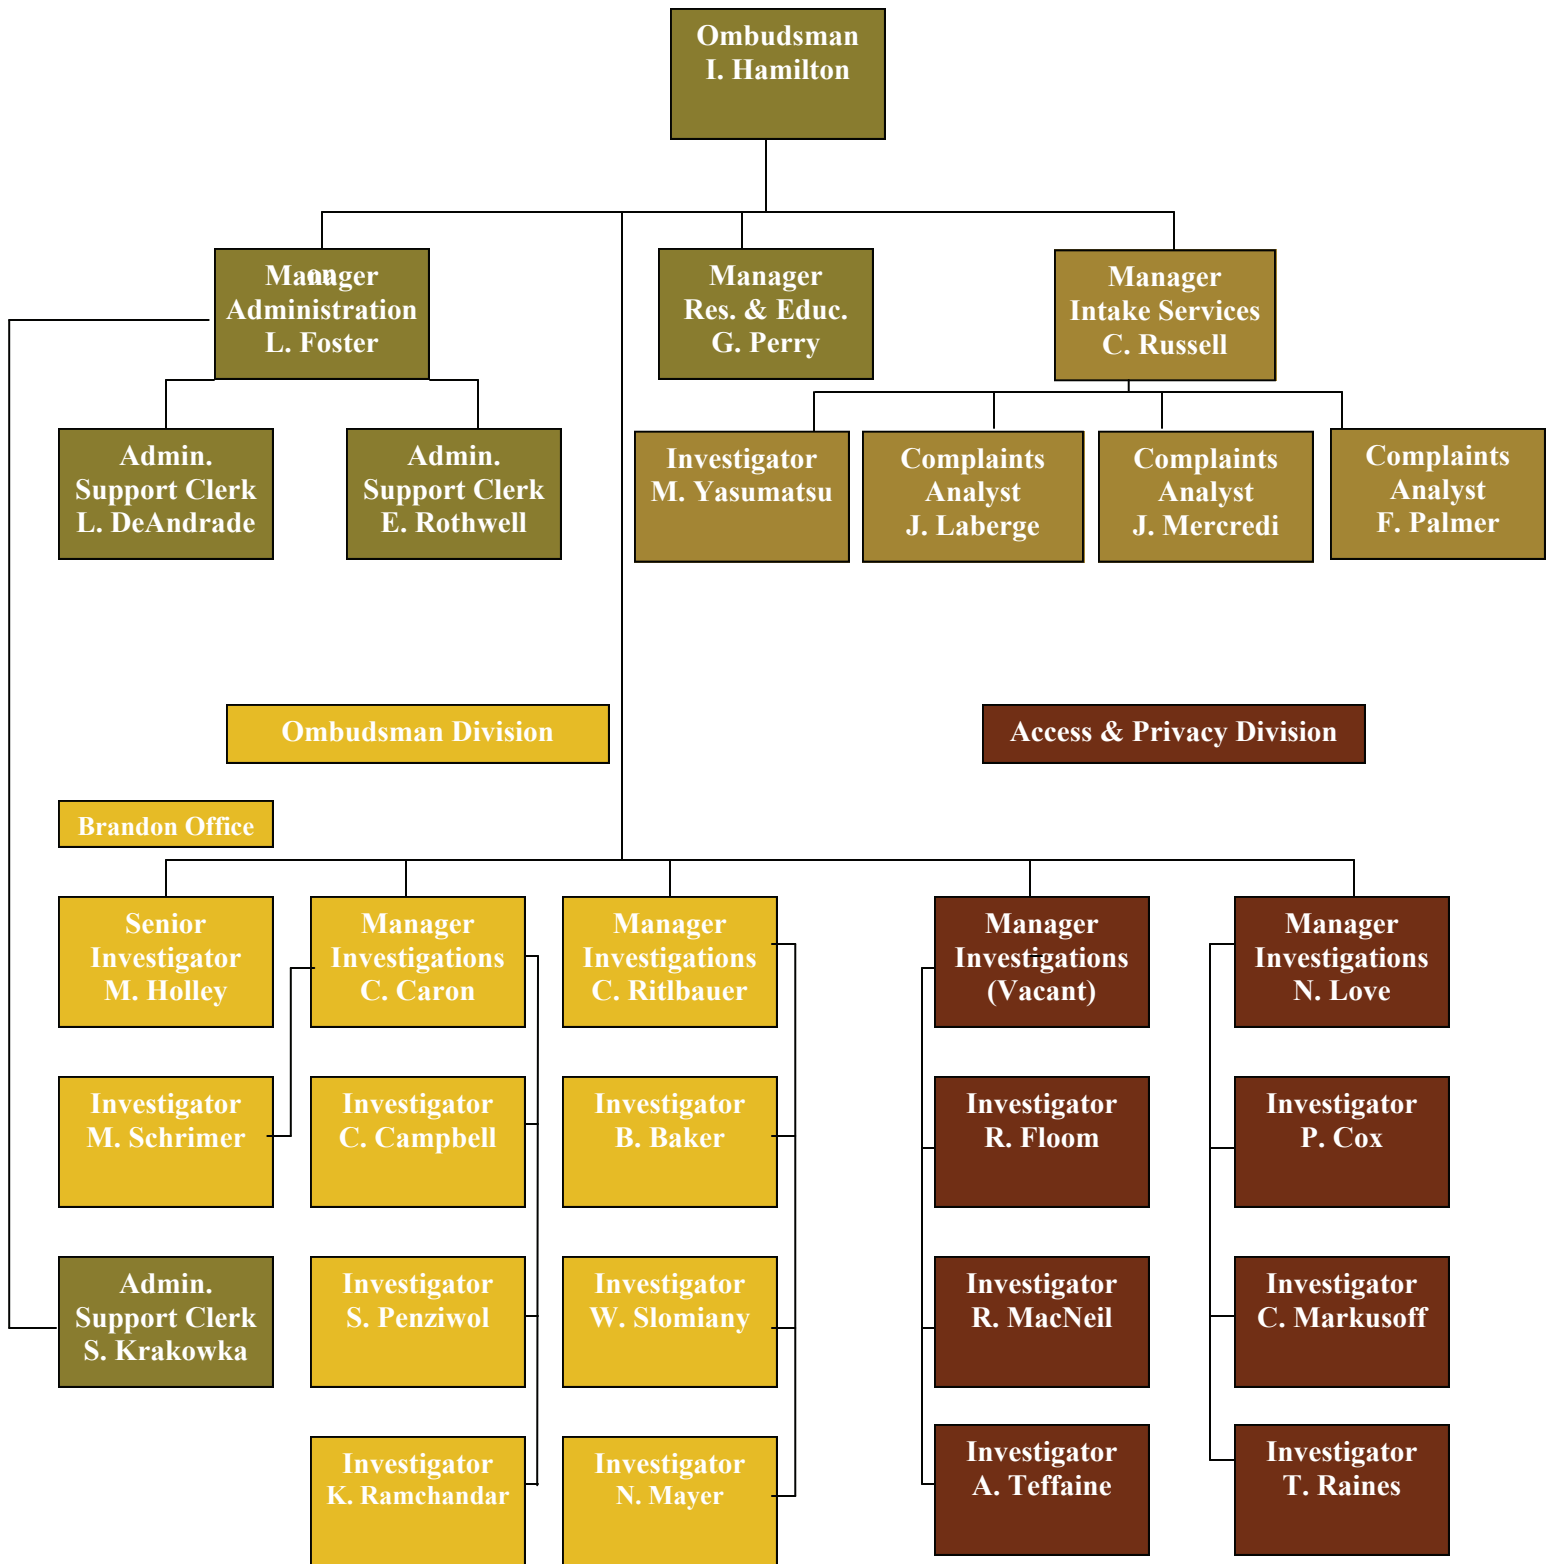 Ombudsman
I. Hamilton
Manager
Administration
L. Foster
Manager
Res. & Educ.
G. Perry
Manager
Intake Services
C. Russell
Admin.
Support Clerk
L. DeAndrade
Admin.
Support Clerk
E. Rothwell
Investigator
M. Yasumatsu
Complaints
Analyst
J. Laberge
Complaints
Analyst
J. Mercredi
Complaints
Analyst
F. Palmer
Ombudsman Division
Access & Privacy Division
Brandon Office
Senior
Investigator
M. Holley
Manager
Investigations
C. Caron
Manager
Investigations
C. Ritlbauer
Manager
Investigations
(Vacant)
Manager
Investigations
N. Love
Investigator
M. Schrimer
Investigator
C. Campbell
Investigator
B. Baker
Investigator
R. Floom
Investigator
P. Cox
Admin.
Support Clerk
S. Krakowka
Investigator
S. Penziwol
Investigator
W. Slomiany
Investigator
R. MacNeil
Investigator
C. Markusoff
Investigator
K. Ramchandar
Investigator
N. Mayer
Investigator
A. Teffaine
Investigator
T. Raines